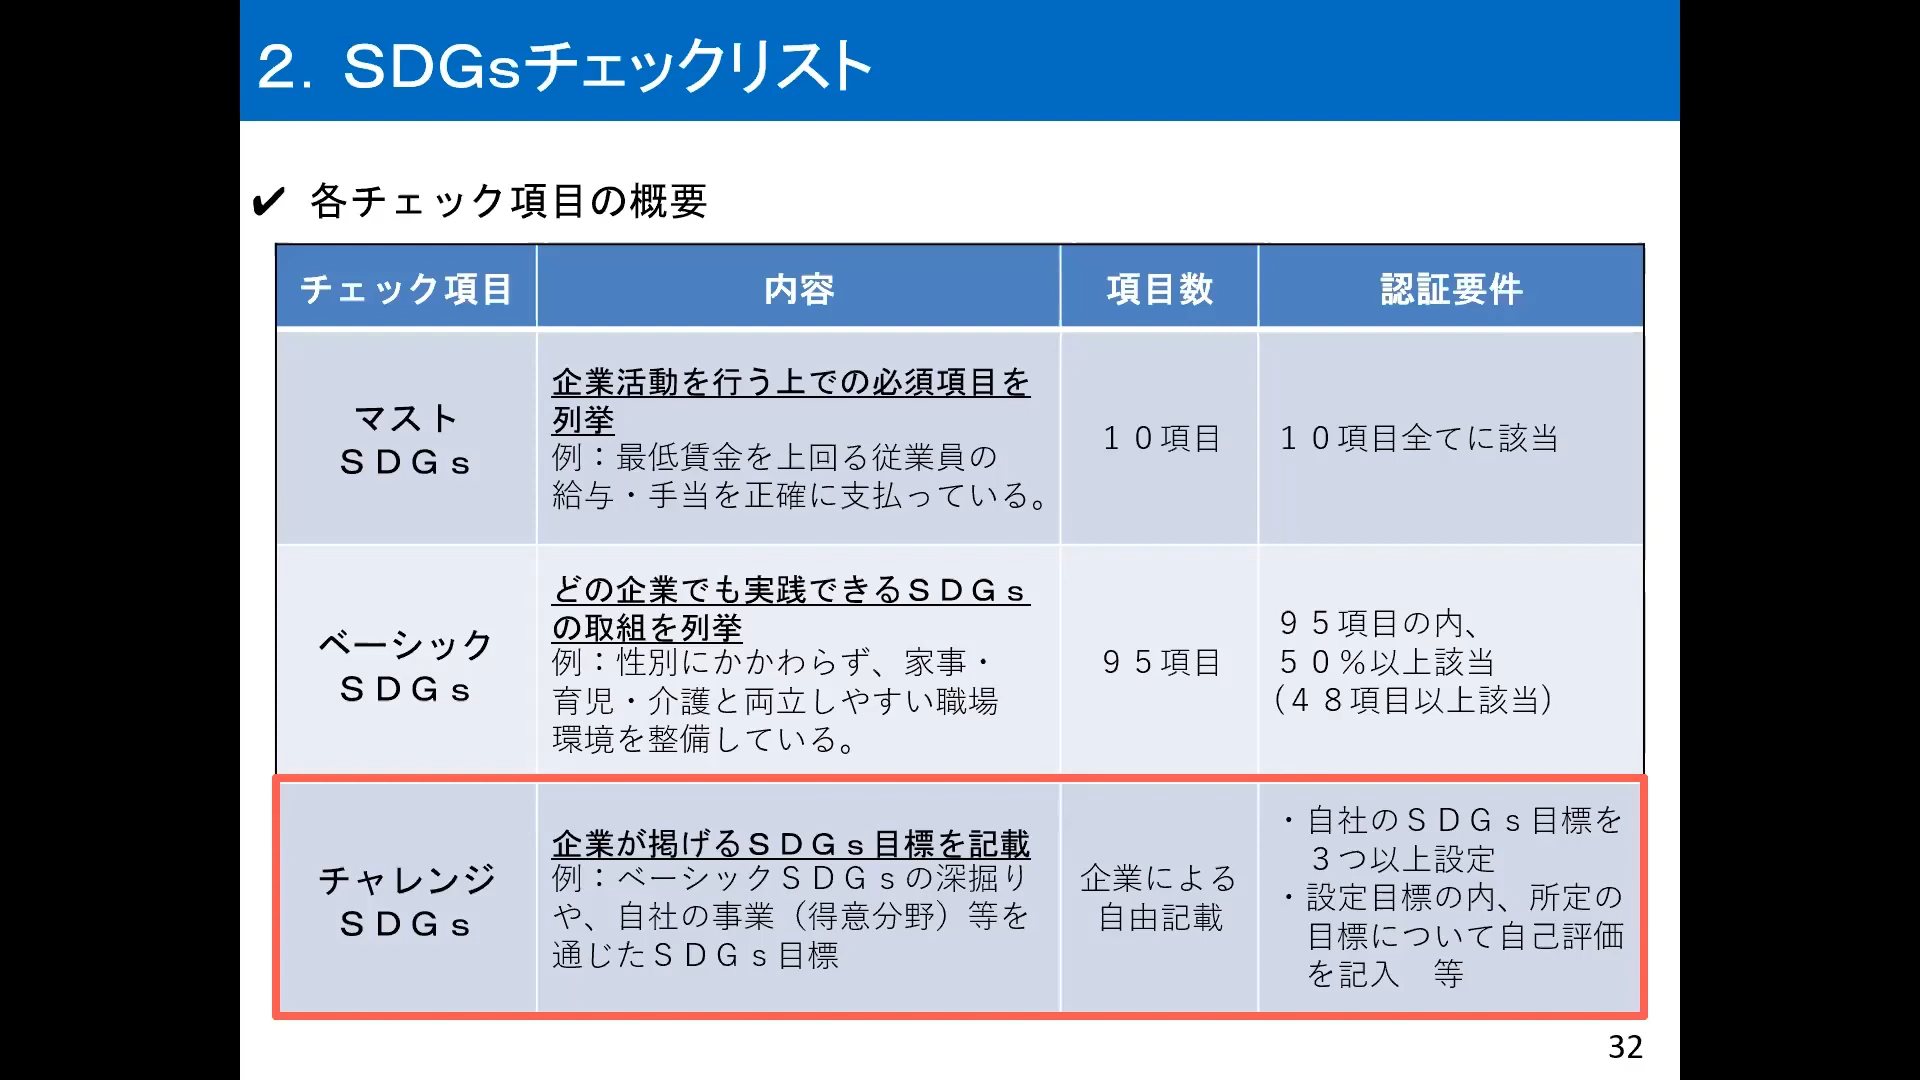 ２．ＳＤＧｓチェックリスト
✔ 各チェック項目の概要
チェック項目
内容
項目数
認証要件
マスト
ＳＤＧｓ
企業活動を行う上での必須項目を
列挙
例：最低賃金を上回る従業員の
給与・手当を正確に支払っている。
１０項目
１０項目全てに該当
ベーシック
ＳＤＧｓ
どの企業でも実践できるＳＤＧｓ
の取組を列挙
例：性別にかかわらず、家事・
育児・介護と両立しやすい職場
環境を整備している。
９５項目
９５項目の内、
５０％以上該当
（４８項目以上該当）
チャレンジ
ＳＤＧｓ
企業が掲げるＳＤＧｓ目標を記載
例：ベーシックＳＤＧｓの深掘り
や、自社の事業（得意分野）等を
通じたＳＤＧｓ目標
企業による
自由記載
・自社のＳＤＧｓ目標を
３つ以上設定
・設定目標の内、所定の
目標について自己評価
を記入　等
32